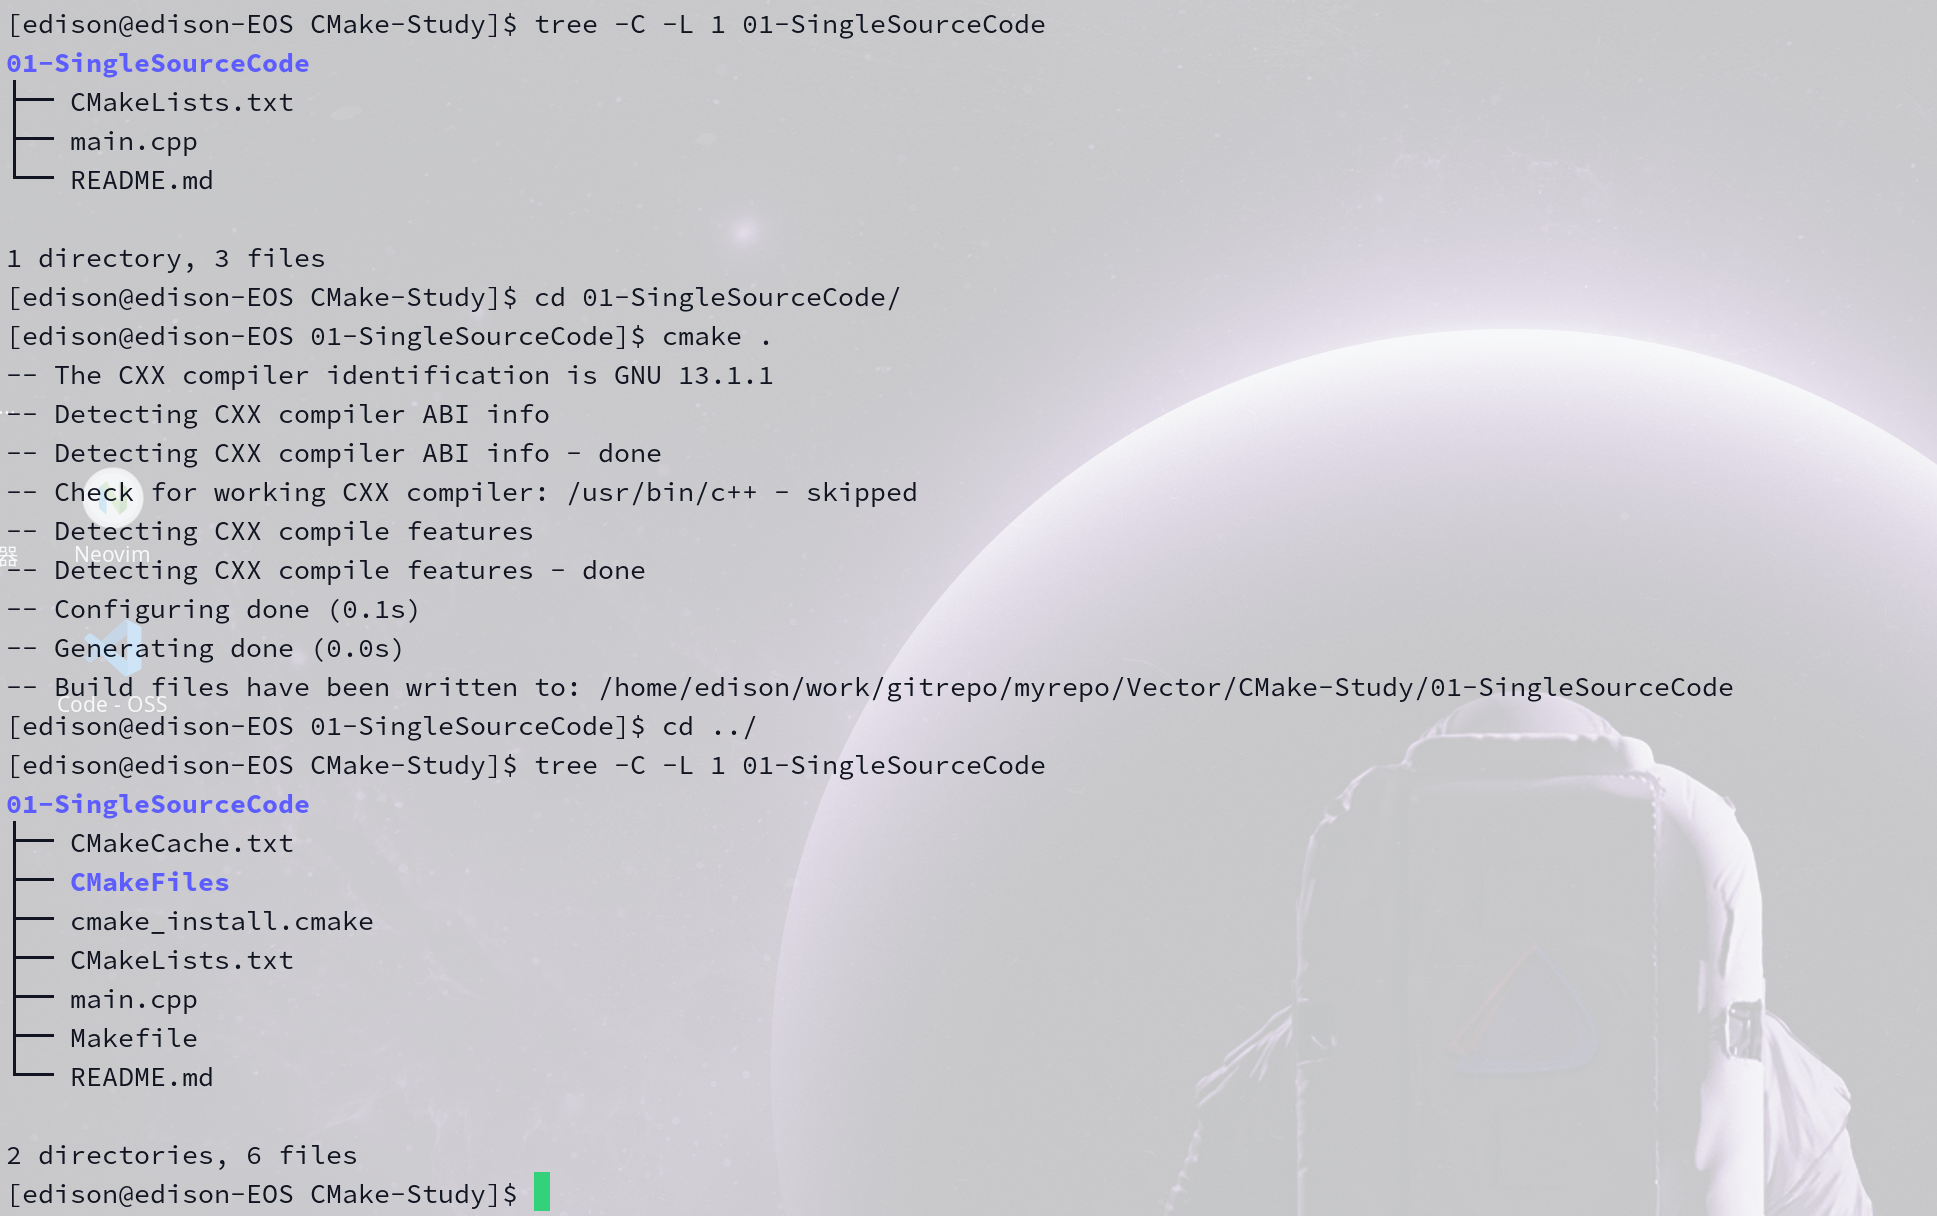 [edison@edison-EOS CMake-Study]$ tree -C -L 1 01-SingleSourceCode
01-SingleSourceCode
├── CMakeLists.txt
├── main.cpp
└── README.md
1 directory, 3 files
[edison@edison-EOS CMake-Study]$ cd 01-SingleSourceCode/
[edison@edison-EOS 01-SingleSourceCode]$ cmake .
-- The CXX compiler identification is GNU 13.1.1
-- Detecting CXX compiler ABI info
-- Detecting CXX compiler ABI info - done
-- Check for working CXX compiler: /usr/bin/c++ - skipped
-- Detecting CXX compile features
器 Neovim
-- Detecting CXX compile features - done
-- Configuring done (0.1s)
-- Generating done (0.0s)
-- Build files have been written to: /home/edison/work/gitrepo/myrepo/Vector/CMake-Study/01-SingleSourceCode
Code - OSS
[edison@edison-EOS 01-SingleSourceCode]$ cd ../
[edison@edison-EOS CMake-Study]$ tree -C -L 1 01-SingleSourceCode
01-SingleSourceCode
├── CMakeCache.txt
├── CMakeFiles
├── cmake_install.cmake
├── CMakeLists.txt
├── main.cpp
├── Makefile
└── README.md
2 directories, 6 files
[edison@edison-EOS CMake-Study]$